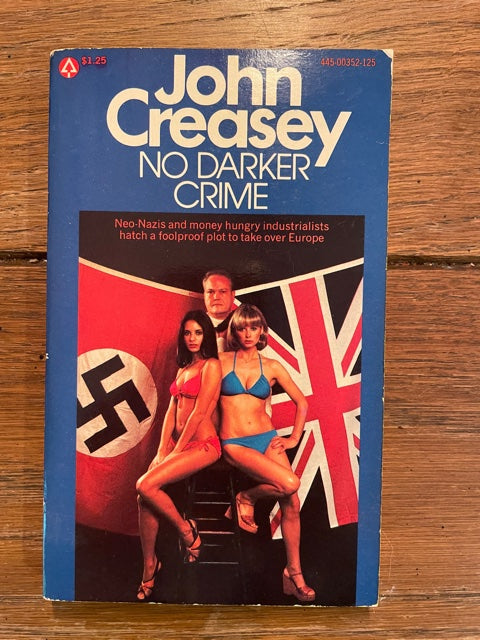 $1.25
445-00352-125
John
Creasey
NO DARKER
CRIME
Neo-Nazis and money hungry industrialists
hatch a foolproof plot to take over Europe